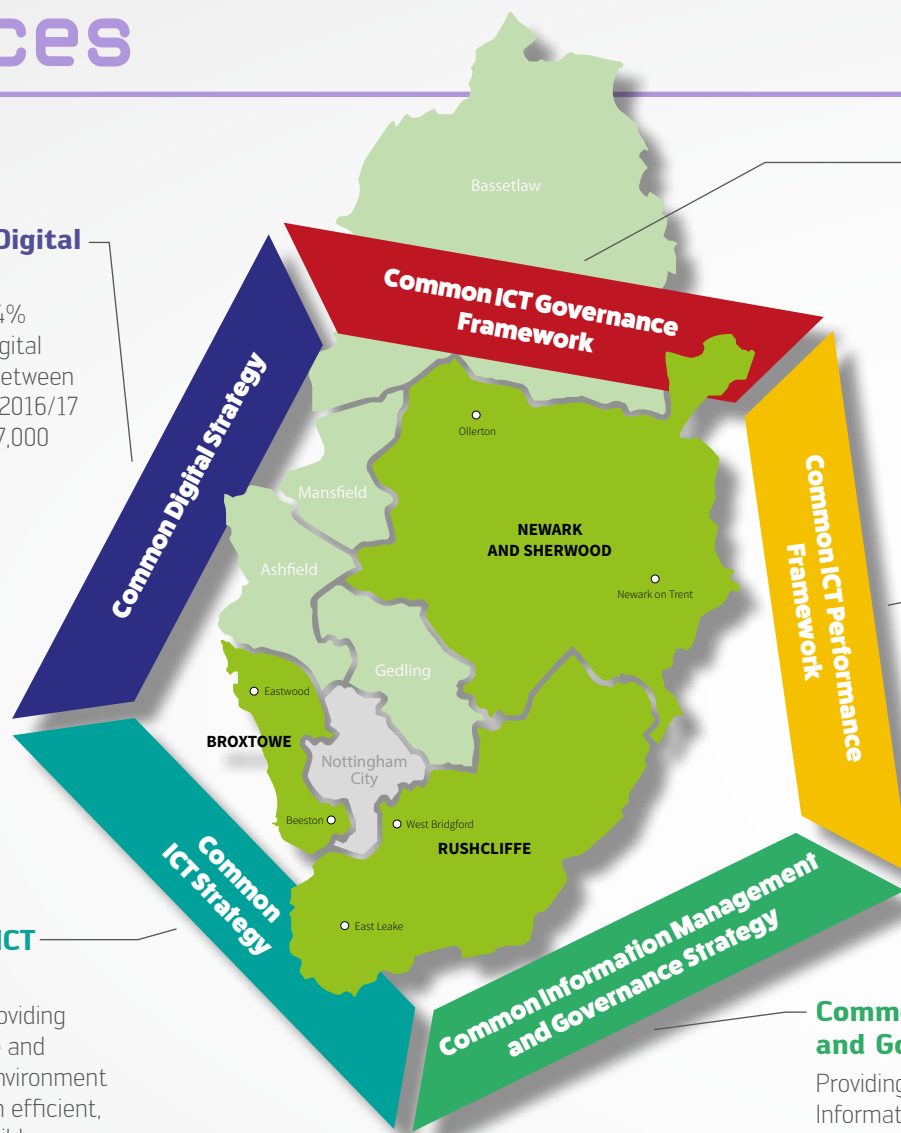 ces
Bassetlaw
Digital
4%
gital
etween
2016/17
7,000
Common ICT Governance
Framework
Common Digital Strategy
Ollerton
Mansfield
NEWARK
AND SHERWOOD
Common ICT Performance
Framework
Ashfield
Newark on Trent
Gedling
Eastwood
BROXTOWE
Nottingham
City
Beeston
West Bridgford
RUSHCLIFFE
Common
ICT Strategy
East Leake
Common Information Management
and Governance Strategy
ICT
oviding
e and
nvironment
n efficient,
Comm
and Go
Providing
Informat